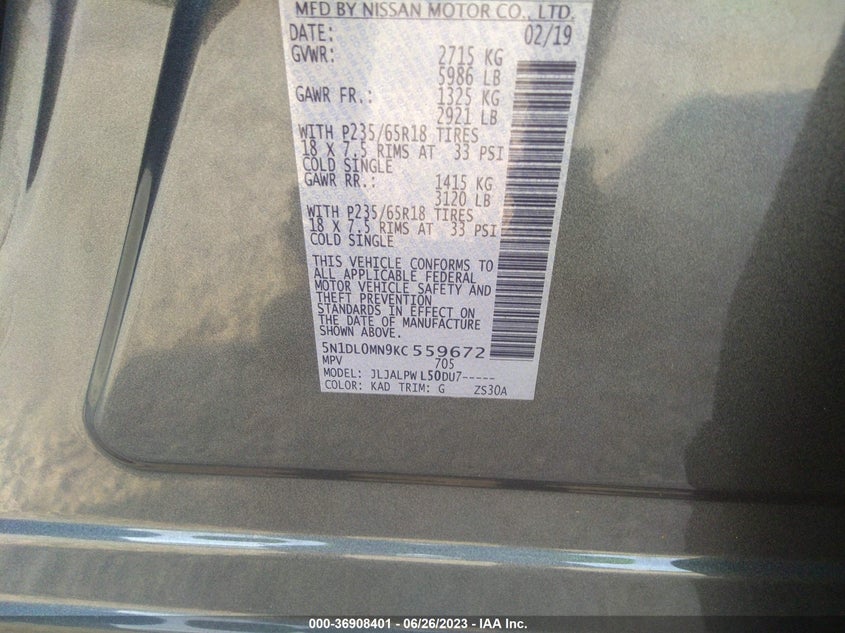 MFD BY NISSAN MOTOR CO., LTD.
DATE: 02/19
GVWR: 2715 KG
5986 LB
GAWR FR.: 1325 KG
2921 LB
WITH P235/65R18 TIRES
18 X 7.5 RIMS AT 33 PSI
COLD SINGLE
GAWR RR.: 1415 KG
3120 LB
WITH P235/65R18 TIRES
18 X 7.5 RIMS AT 33 PSI
COLD SINGLE
THIS VEHICLE CONFORMS TO
ALL APPLICABLE FEDERAL
MOTOR VEHICLE SAFETY AND
THEFT PREVENTION
STANDARDS IN EFFECT ON
THE DATE OF MANUFACTURE
SHOWN ABOVE.
5N1DL0MN9KC 559672
MPV 705
MODEL: JLJALPW L50DU7-----
COLOR: KAD TRIM: G ZS30A
000-36908401 - 06/26/2023 - IAA Inc.